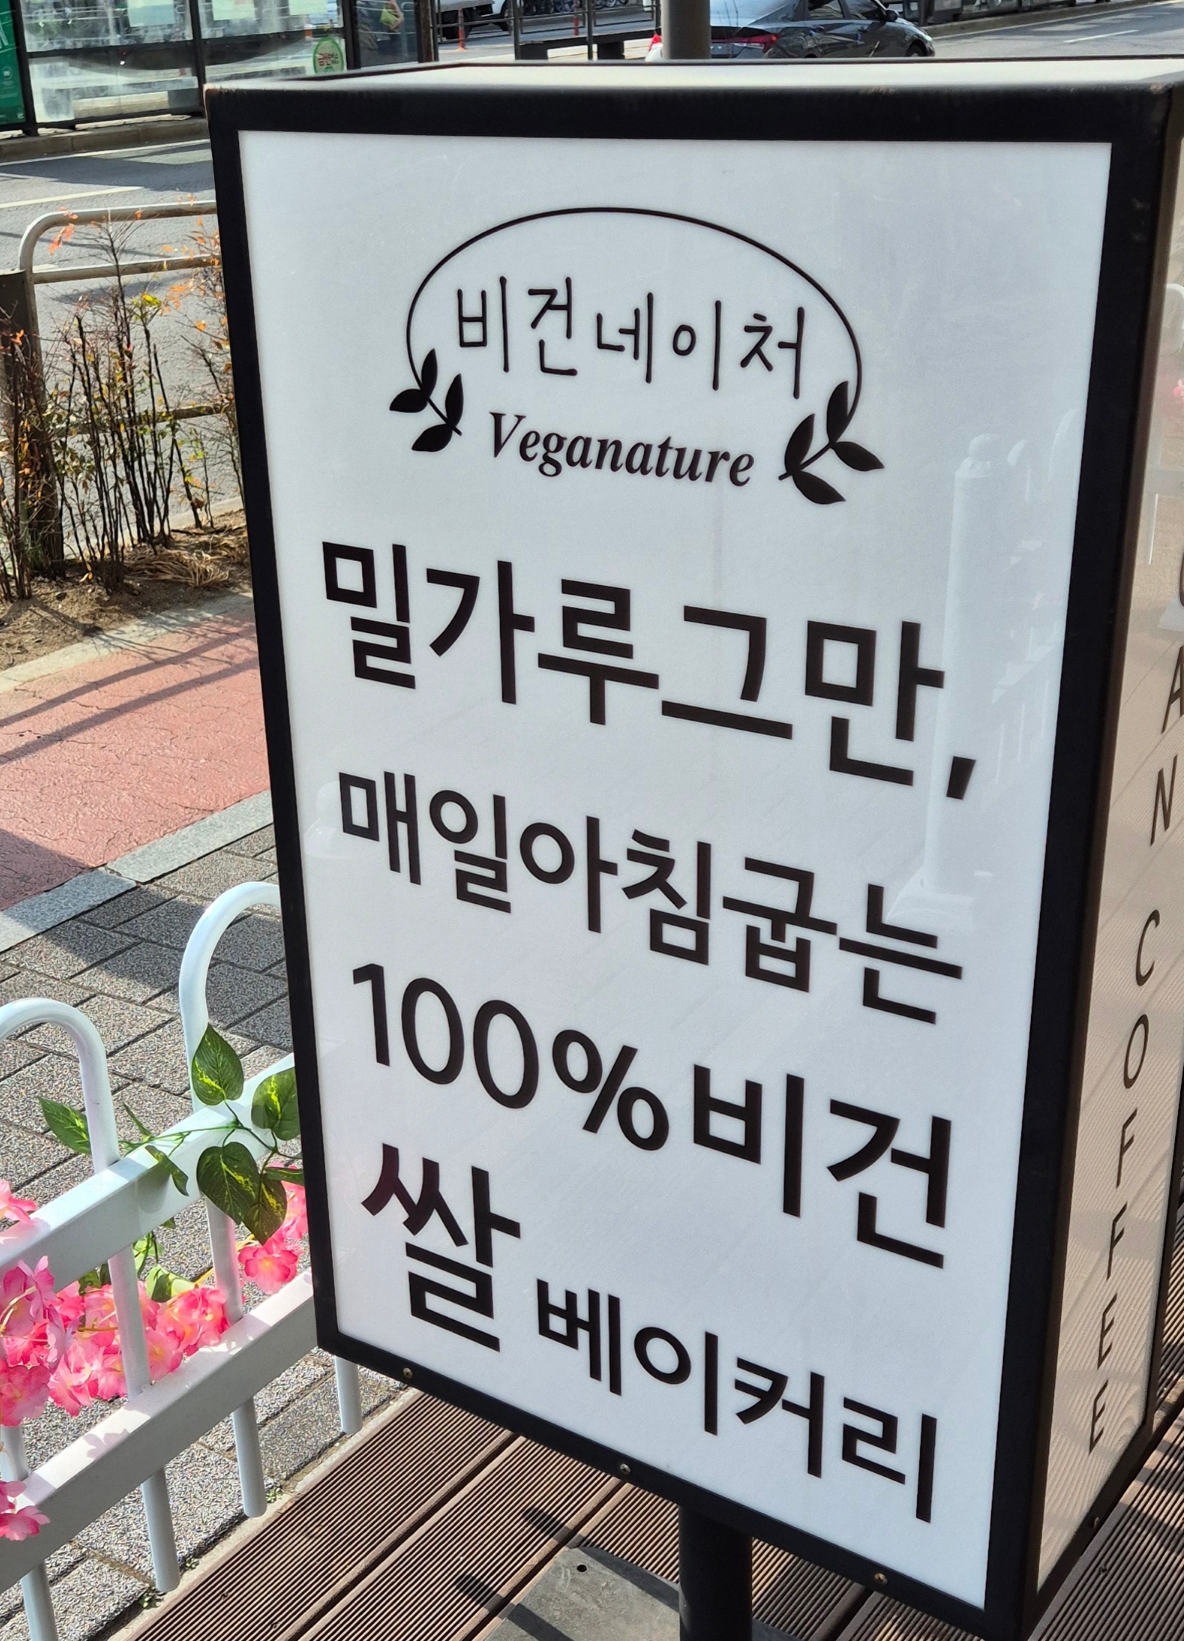 비건네이처
Veganature
밀가루그만,
매일아침굽는
100%비건
쌀 베이커리
COFFEE